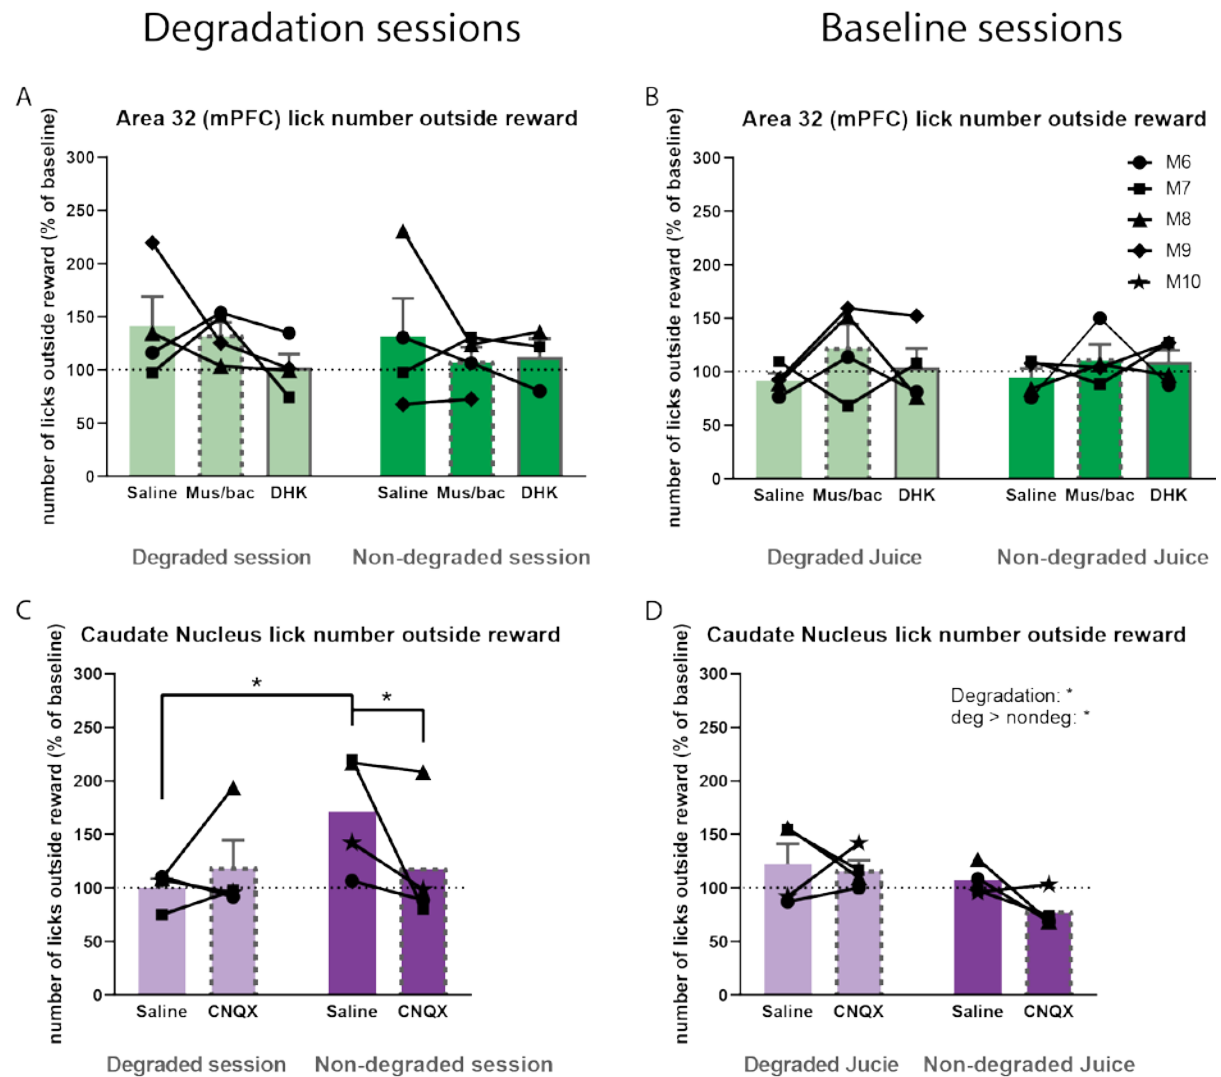 Degradation sessions
Baseline sessions
A
Area 32 (mPFC) lick number outside reward
number of licks outside reward (% of baseline)
300
250
200
150
100
50
0
Saline Mus/bac DHK
Saline Mus/bac DHK
Degraded session
Non-degraded session
B
Area 32 (mPFC) lick number outside reward
number of licks outside reward (% of baseline)
300
250
200
150
100
50
0
M6
M7
M8
M9
M10
Saline Mus/bac DHK
Saline Mus/bac DHK
Degraded Juice
Non-degraded Juice
C
Caudate Nucleus lick number outside reward
number of licks outside reward (% of baseline)
300
250
200
150
100
50
0
*
*
Saline CNQX
Saline CNQX
Degraded session
Non-degraded session
D
Caudate Nucleus lick number outside reward
number of licks outside reward (% of baseline)
300
250
200
150
100
50
0
Degradation: *
deg > nondeg: *
Saline CNQX
Saline CNQX
Degraded Jucie
Non-degraded Juice